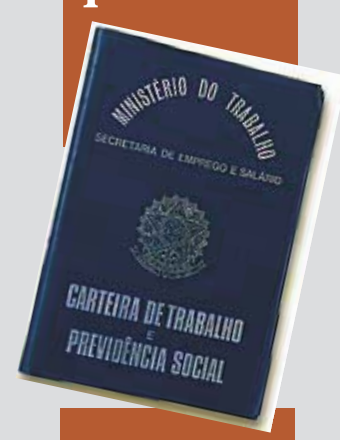 MINISTÉRIO DO TRABALHO
SECRETARIA DE EMPREGO E SALÁRIO
CARTEIRA DE TRABALHO
E
PREVIDÊNCIA SOCIAL